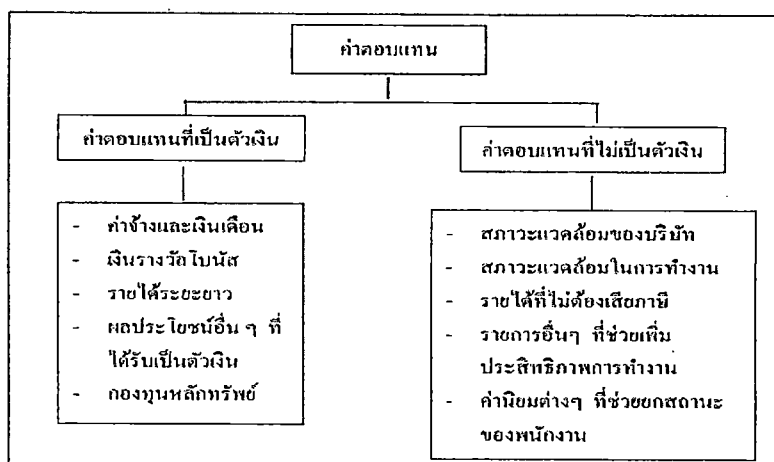 ค่าตอบแทน
ค่าตอบแทนที่เป็นตัวเงิน
ค่าตอบแทนที่ไม่เป็นตัวเงิน
- ค่าจ้างและเงินเดือน
- เงินรางวัลโบนัส
- รายได้ระยะยาว
- ผลประโยชน์อื่น ๆ ที่
ได้รับเป็นตัวเงิน
- กองทุนหลักทรัพย์
- สภาวะแวดล้อมของบริษัท
- สภาวะแวดล้อมในการทำงาน
- รายได้ที่ไม่ต้องเสียภาษี
- รายการอื่นๆ ที่ช่วยเพิ่ม
ประสิทธิภาพการทำงาน
- ค่านิยมต่างๆ ที่ช่วยยกสถานะ
ของพนักงาน